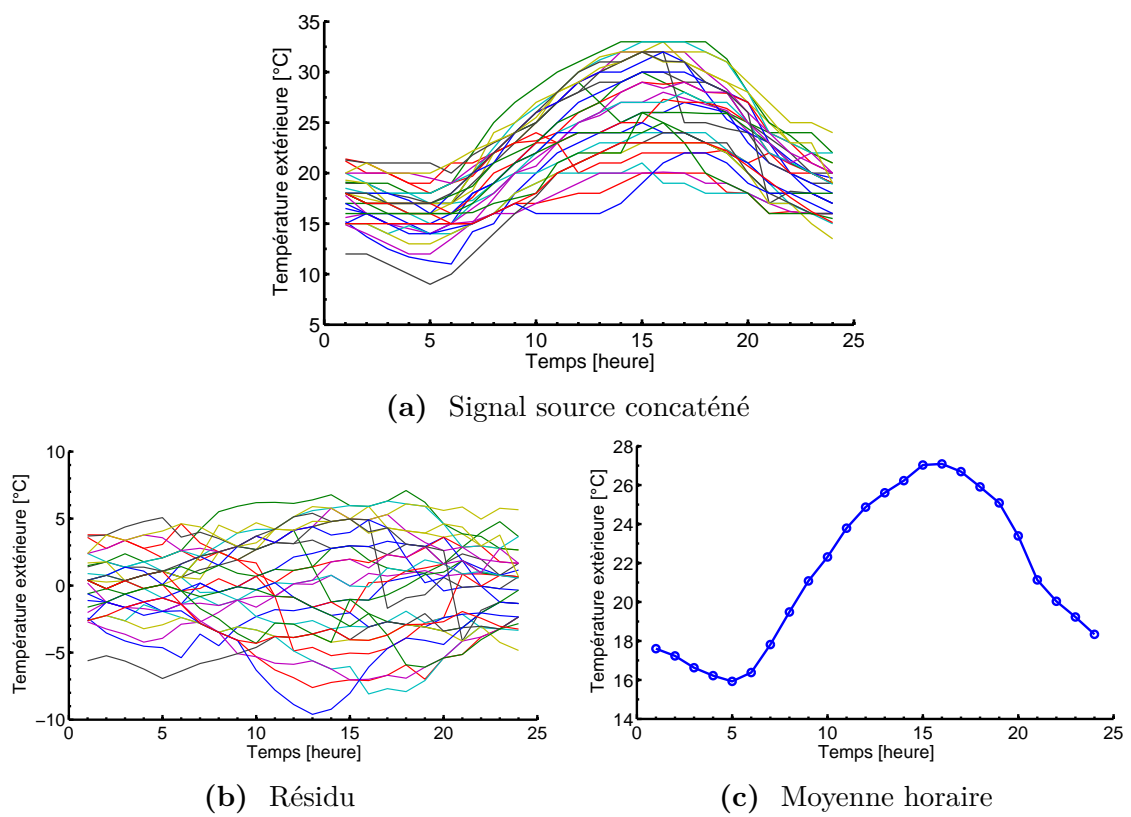 35
30
25
20
15
10
5
0 5 10 15 20 25
Température extérieure [°C]
Temps [heure]
(a) Signal source concaténé
10
5
0
−5
−10
0 5 10 15 20 25
Température extérieure [°C]
Temps [heure]
(b) Résidu
28
26
24
22
20
18
16
14
0 5 10 15 20 25
Température extérieure [°C]
Temps [heure]
(c) Moyenne horaire